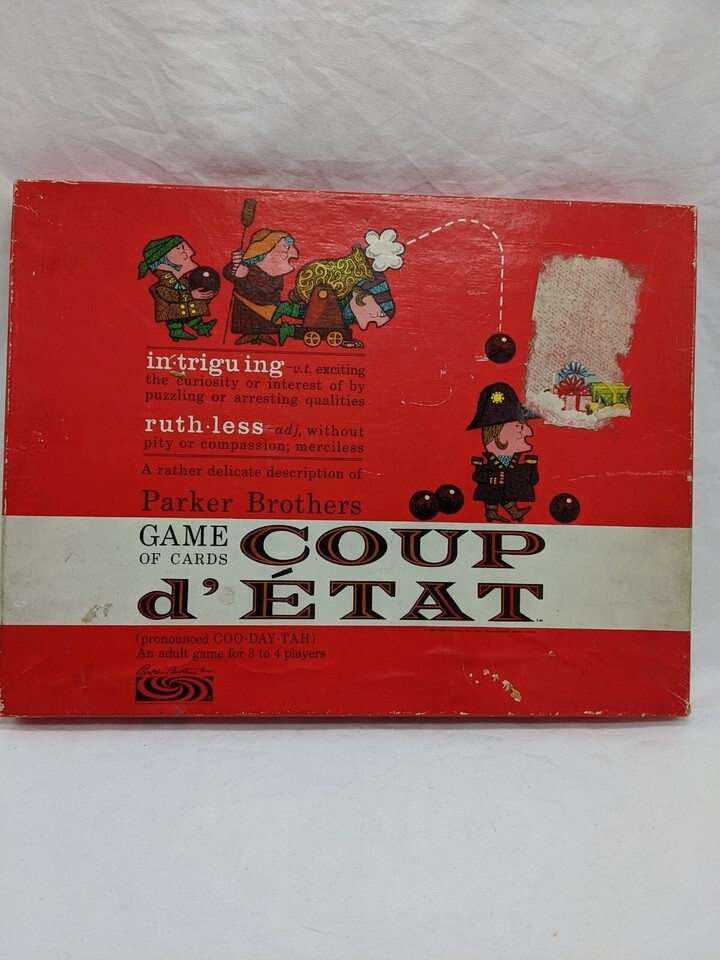 in·trigu ing-v.t. exciting
the curiosity or interest of by
puzzling or arresting qualities
ruth·less-adj, without
pity or compassion; merciless
A rather delicate description of
Parker Brothers
GAME
OF CARDS
COUP
d'ÉTAT
(pronounced COO-DAY-TAH)
An adult game for 3 to 4 players
Parker Brothers